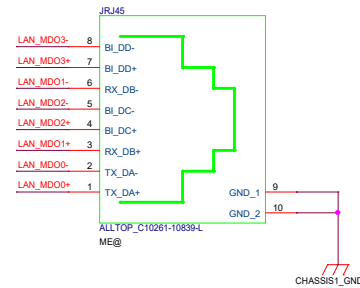 JRJ45
LAN_MDO3- 8 BI_DD-
LAN_MDO3+ 7 BI_DD+
LAN_MDO1- 6 RX_DB-
LAN_MDO2- 5 BI_DC-
LAN_MDO2+ 4 BI_DC+
LAN_MDO1+ 3 RX_DB+
LAN_MDO0- 2 TX_DA-
LAN_MDO0+ 1 TX_DA+
GND_1 9
GND_2 10
ALLTOP_C10261-10839-L
ME@
CHASSIS1_GND